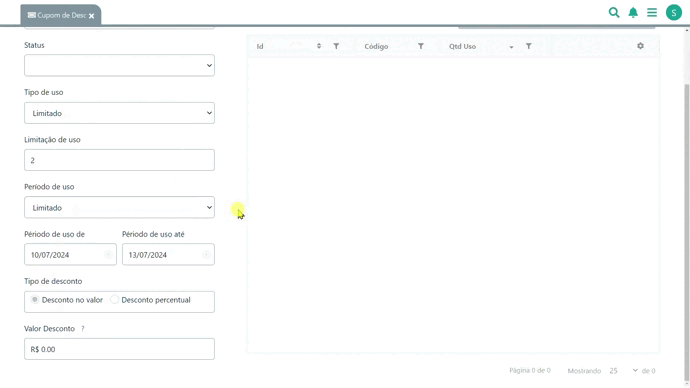 Cupom de Desc x
S
Status
Id
Código
Qtd Uso
Tipo de uso
Limitado
Limitação de uso
2
Período de uso
Limitado
Périodo de uso de
Périodo de uso até
10/07/2024
13/07/2024
Tipo de desconto
Desconto no valor
Desconto percentual
Valor Desconto ?
R$ 0.00
Página 0 de 0
Mostrando 25 de 0